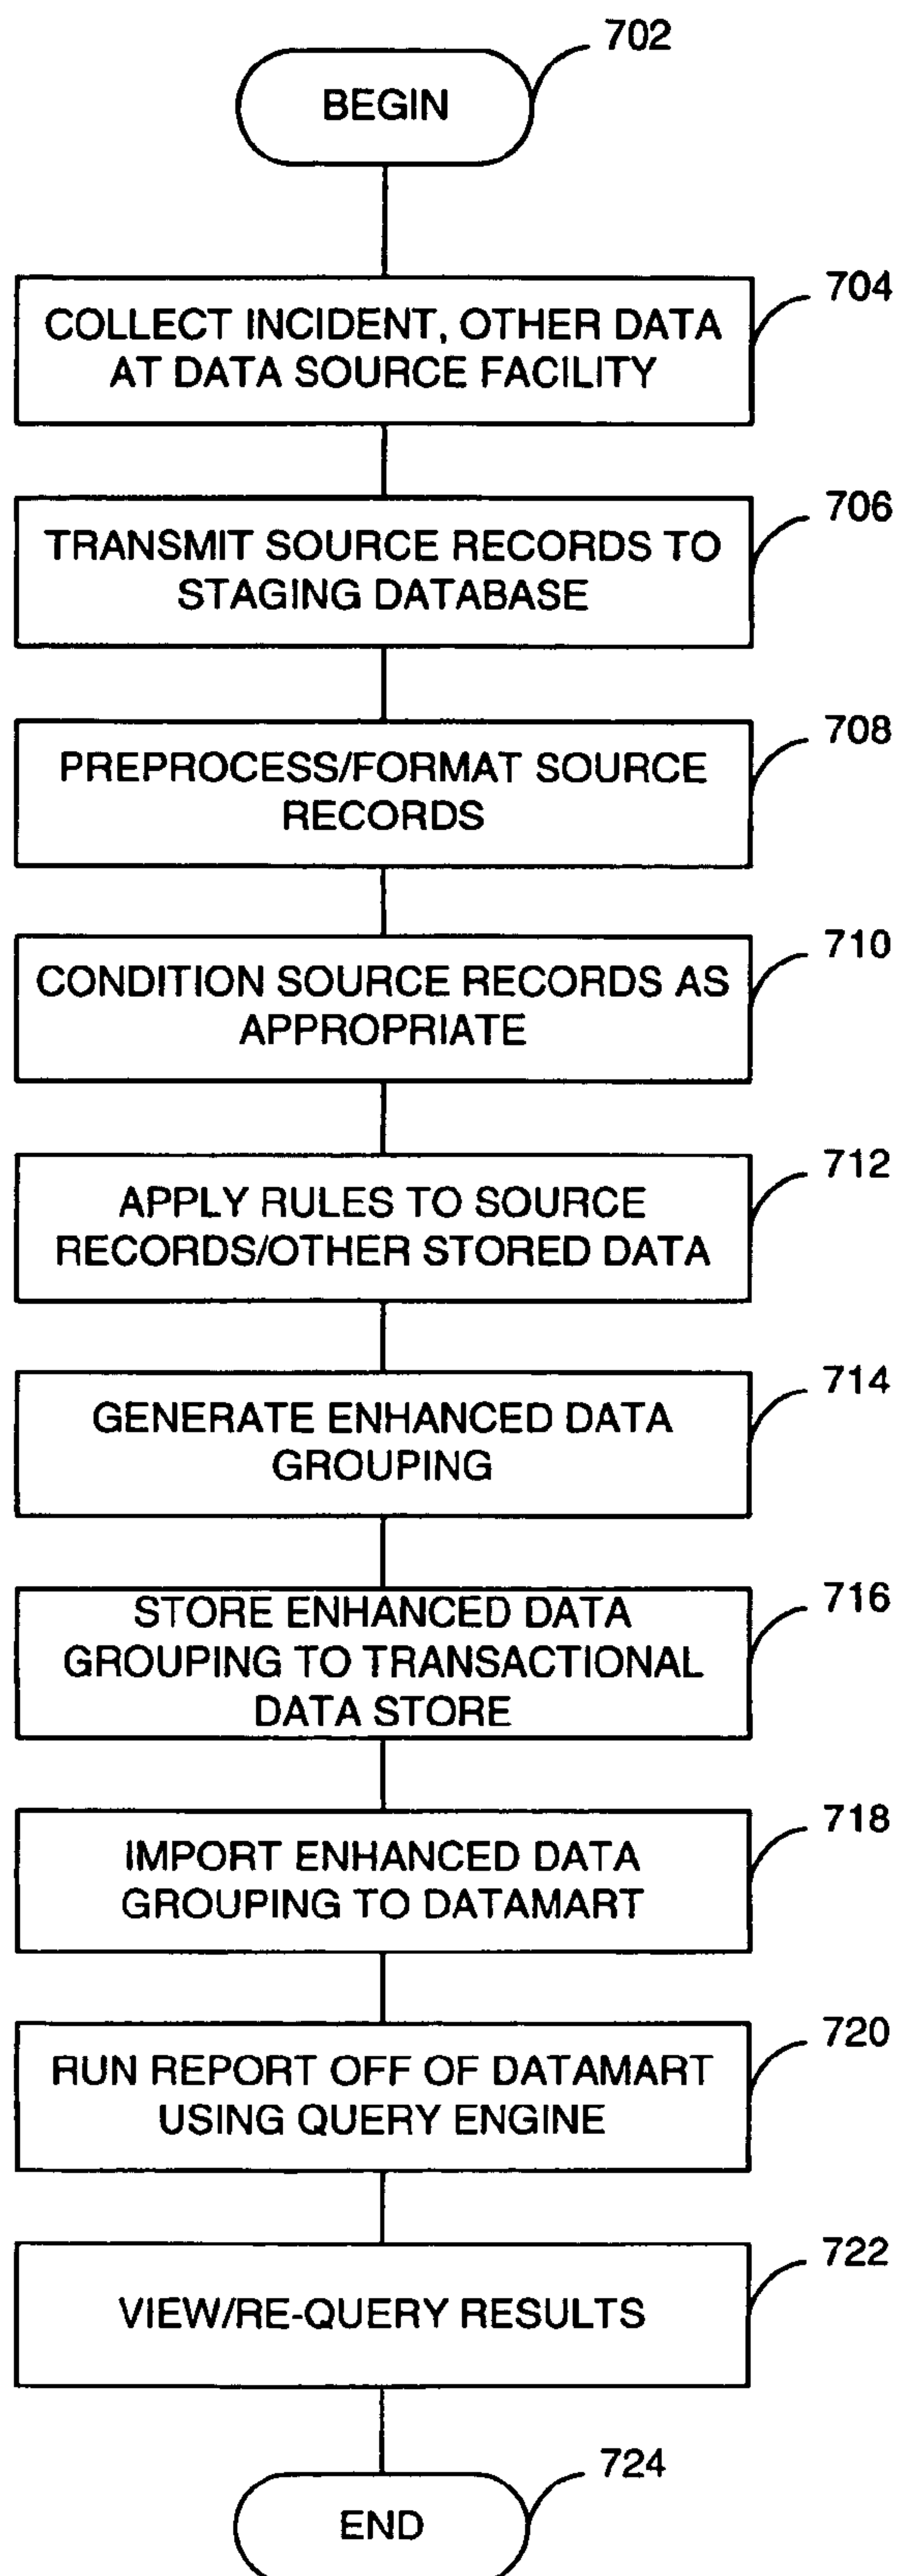 702
BEGIN
704
COLLECT INCIDENT, OTHER DATA
AT DATA SOURCE FACILITY
706
TRANSMIT SOURCE RECORDS TO
STAGING DATABASE
708
PREPROCESS/FORMAT SOURCE
RECORDS
710
CONDITION SOURCE RECORDS AS
APPROPRIATE
712
APPLY RULES TO SOURCE
RECORDS/OTHER STORED DATA
714
GENERATE ENHANCED DATA
GROUPING
716
STORE ENHANCED DATA
GROUPING TO TRANSACTIONAL
DATA STORE
718
IMPORT ENHANCED DATA
GROUPING TO DATAMART
720
RUN REPORT OFF OF DATAMART
USING QUERY ENGINE
722
VIEW/RE-QUERY RESULTS
724
END